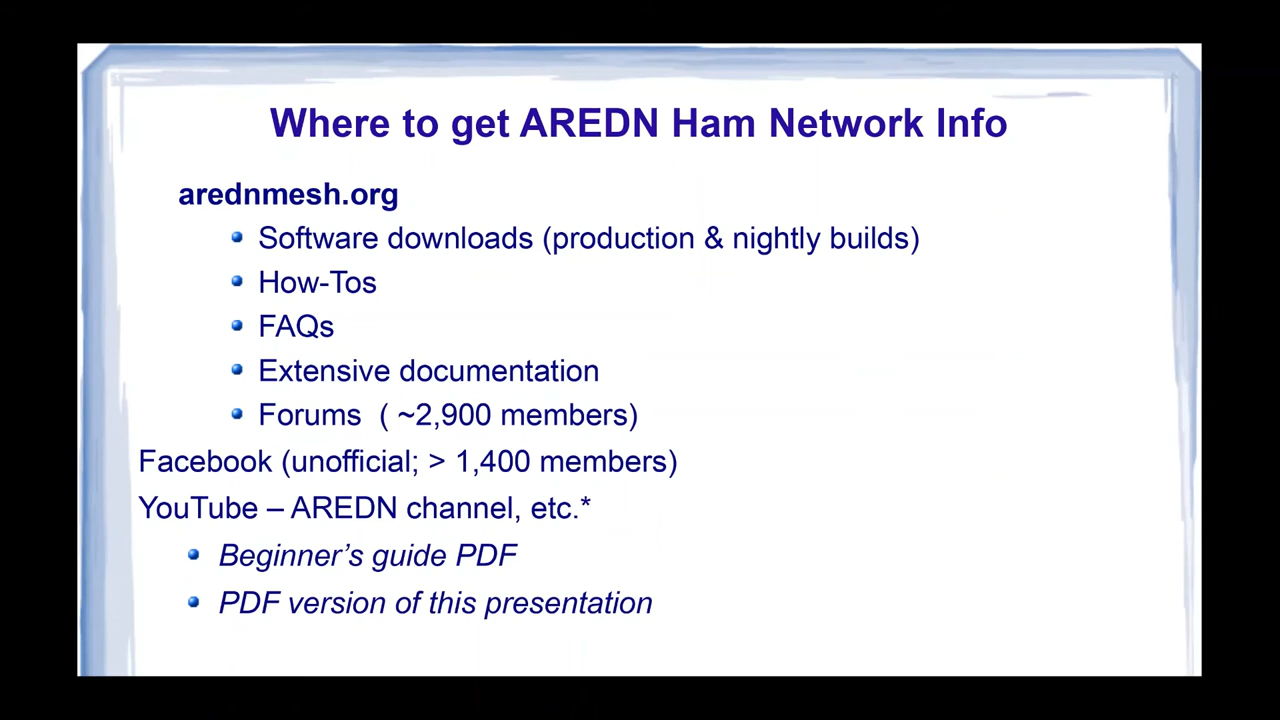 Where to get AREDN Ham Network Info
arednmesh.org
Software downloads (production & nightly builds)
How-Tos
FAQs
Extensive documentation
Forums  ( ~2,900 members)
Facebook (unofficial; > 1,400 members)
YouTube – AREDN channel, etc.*
Beginner’s guide PDF
PDF version of this presentation